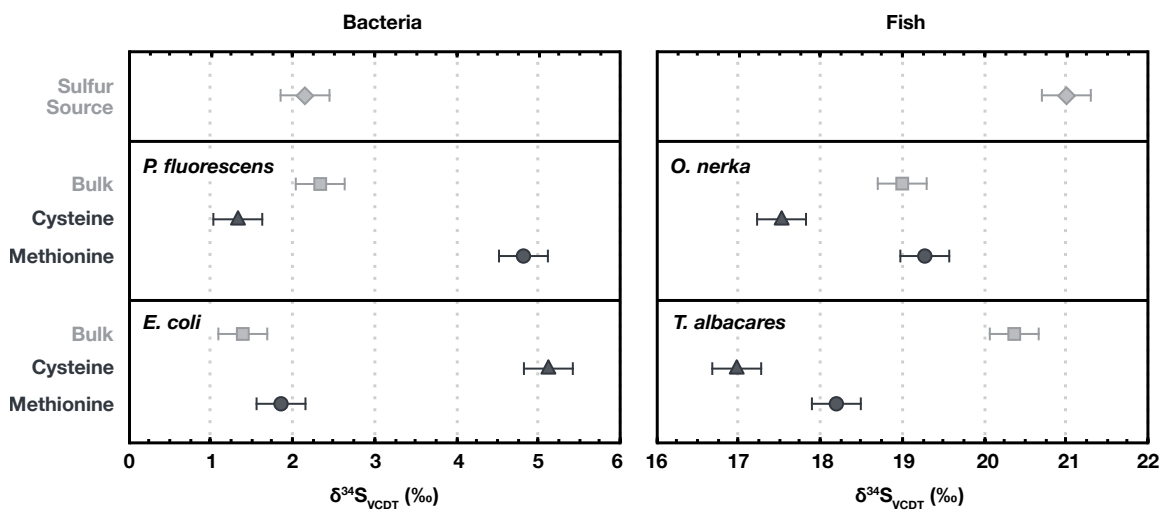 Bacteria
Fish
Sulfur
Source
P. fluorescens
O. nerka
Bulk
Cysteine
Methionine
E. coli
T. albacares
Bulk
Cysteine
Methionine
0 1 2 3 4 5 6
16 17 18 19 20 21 22
δ³⁴S_VCDT (‰)
δ³⁴S_VCDT (‰)